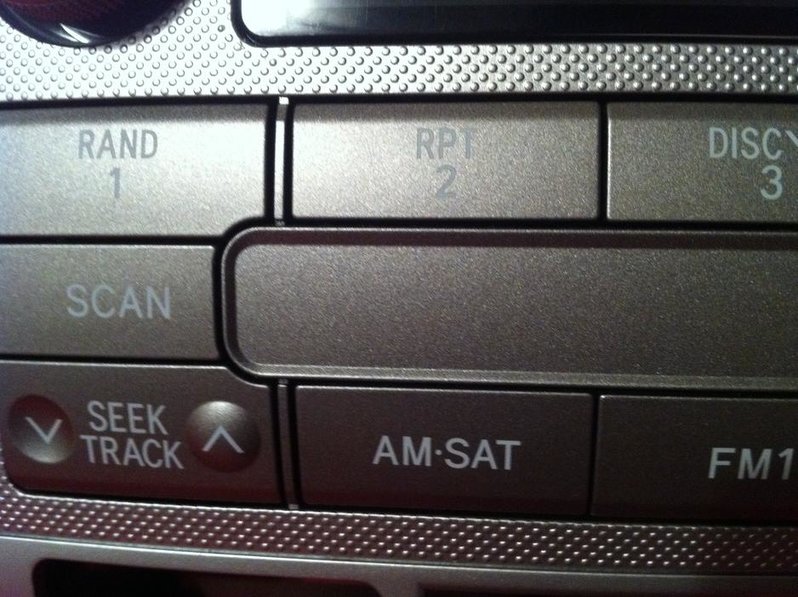 RAND
1
RPT
2
DISC
3
SCAN
SEEK
TRACK
AM·SAT
FM1